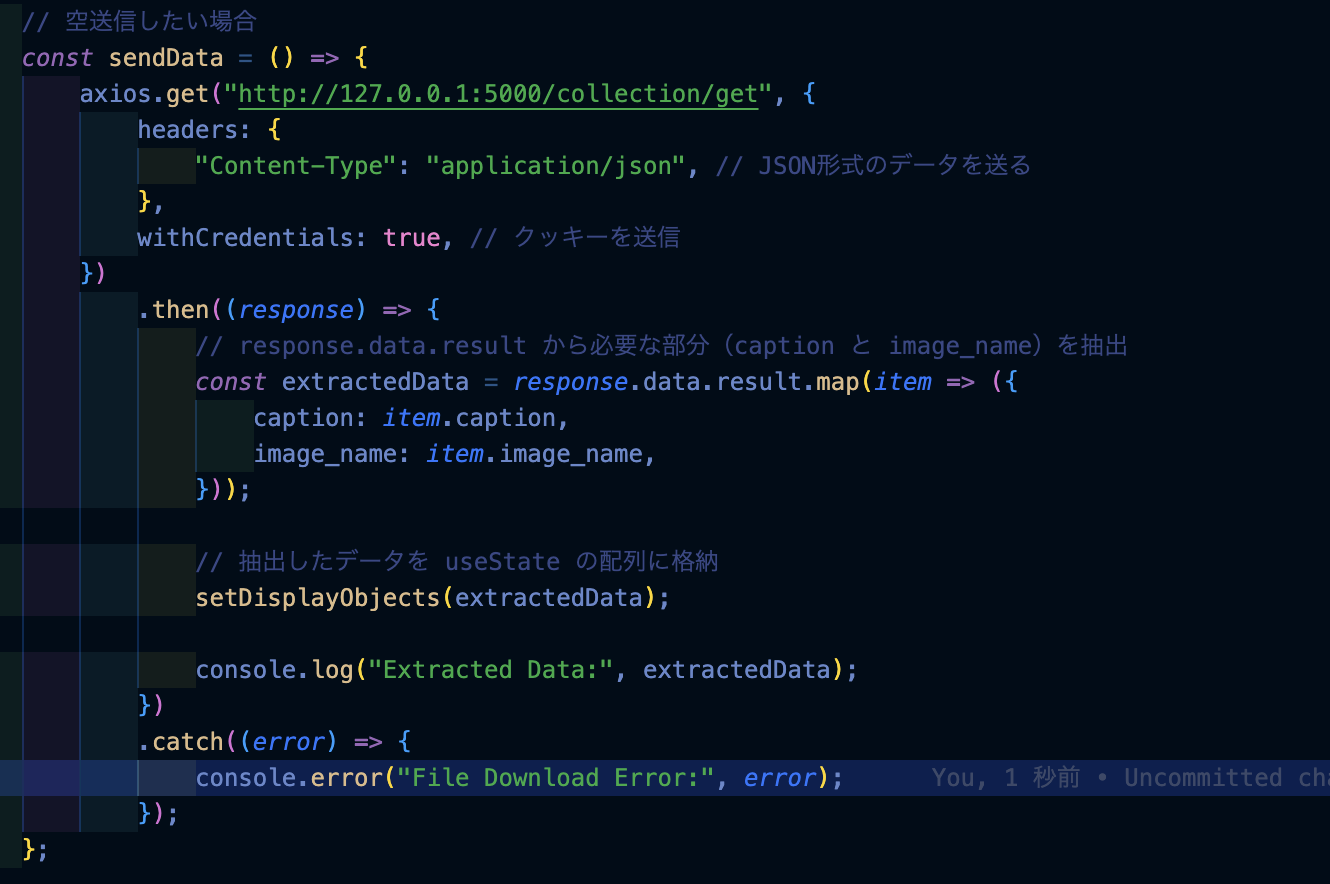 // 空送信したい場合
const sendData = () => {
axios.get("http://127.0.0.1:5000/collection/get", {
headers: {
"Content-Type": "application/json", // JSON形式のデータを送る
},
withCredentials: true, // クッキーを送信
})
.then((response) => {
// response.data.result から必要な部分（caption と image_name）を抽出
const extractedData = response.data.result.map(item => ({
caption: item.caption,
image_name: item.image_name,
}));
// 抽出したデータを useState の配列に格納
setDisplayObjects(extractedData);
console.log("Extracted Data:", extractedData);
})
.catch((error) => {
console.error("File Download Error:", error); You, 1 秒前 • Uncommitted
});
};